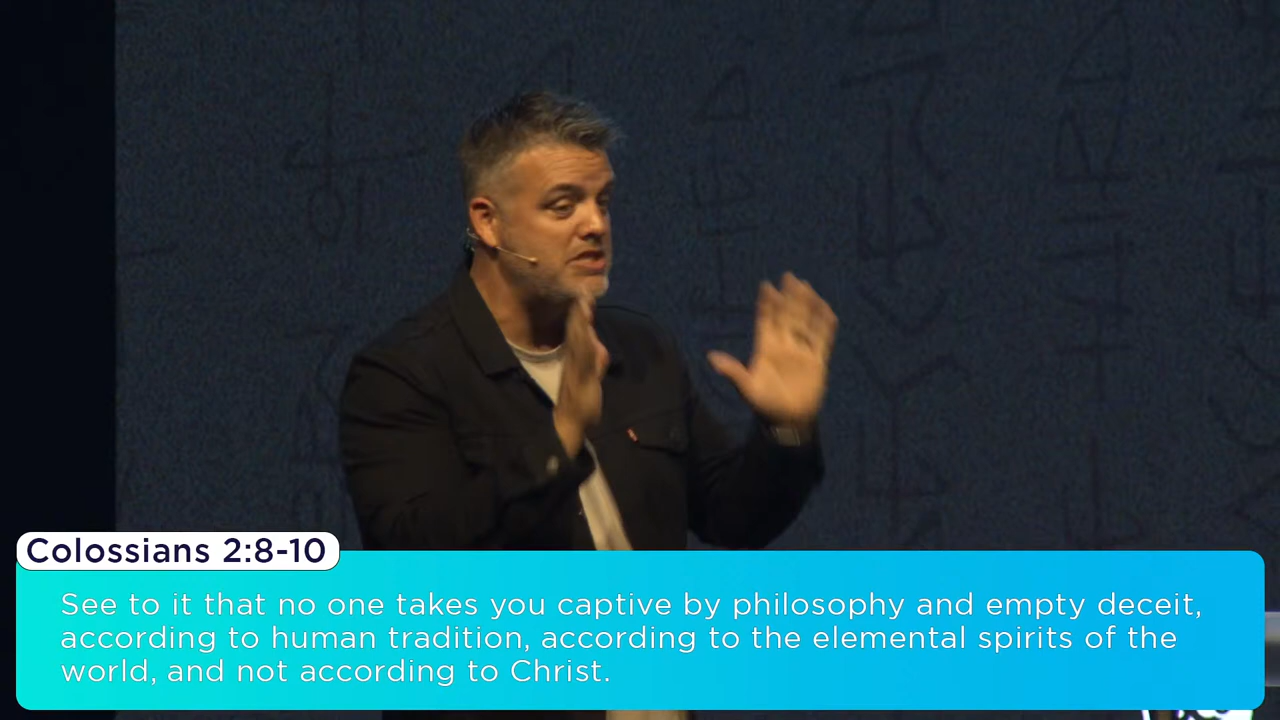 Colossians 2:8-10
See to it that no one takes you captive by philosophy and empty deceit,
according to human tradition, according to the elemental spirits of the
world, and not according to Christ.